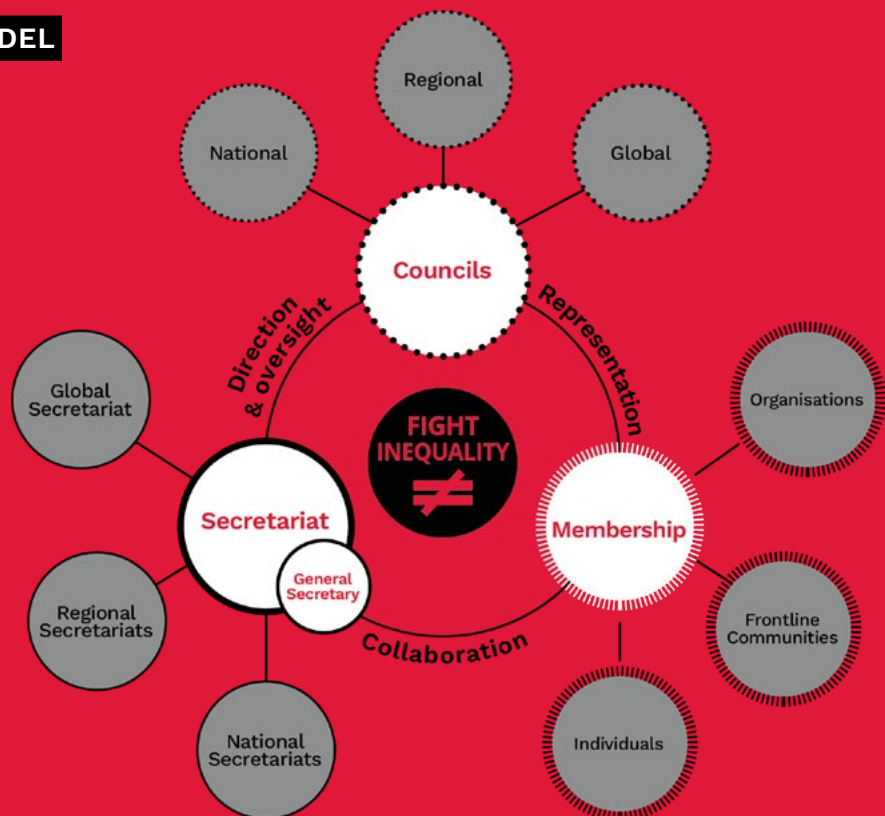 DEL
Regional
National
Global
Councils
Direction
& oversight
Representation
Global
Secretariat
Organisations
FIGHT
INEQUALITY
Secretariat
Membership
General
Secretary
Regional
Secretariats
Frontline
Communities
Collaboration
National
Secretariats
Individuals